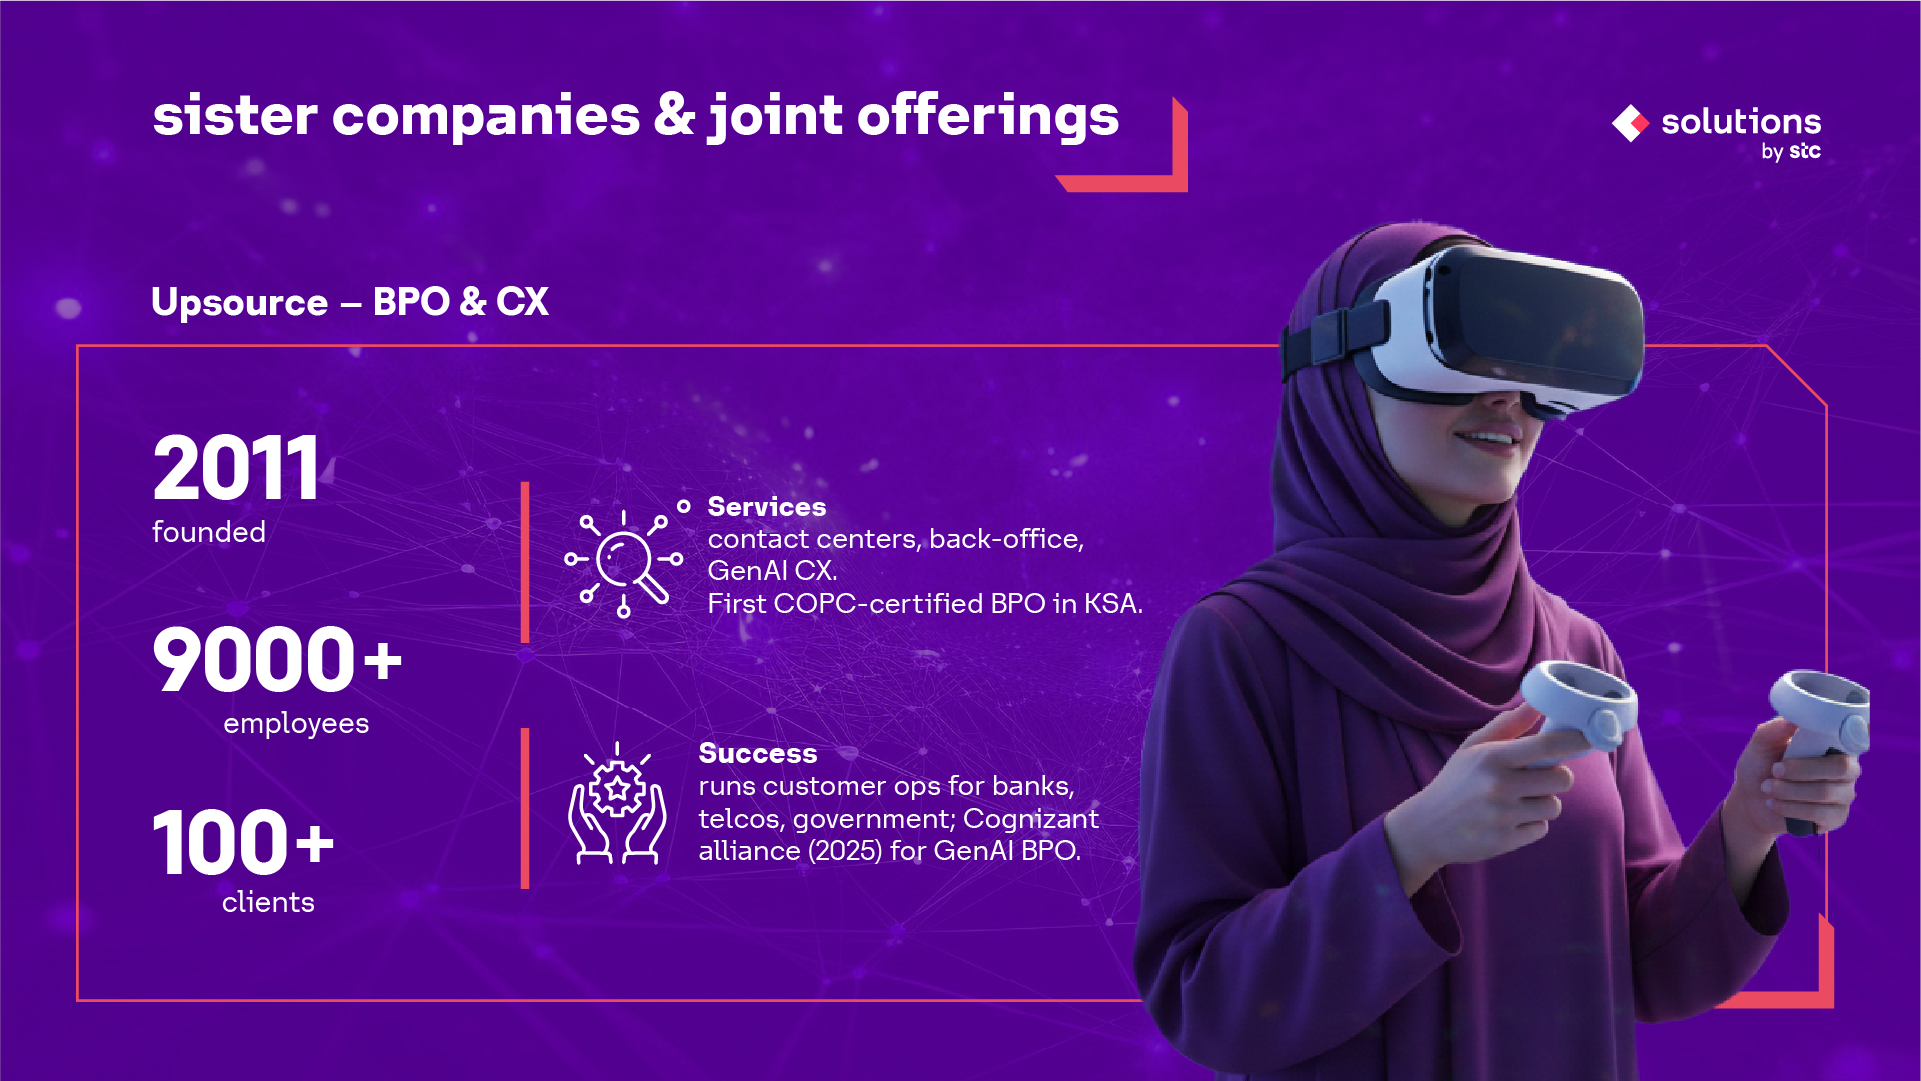 sister companies & joint offerings
solutions
by stc
Upsource – BPO & CX
2011
founded
9000+
employees
100+
clients
Services
contact centers, back-office,
GenAI CX.
First COPC-certified BPO in KSA.
Success
runs customer ops for banks,
telcos, government; Cognizant
alliance (2025) for GenAI BPO.